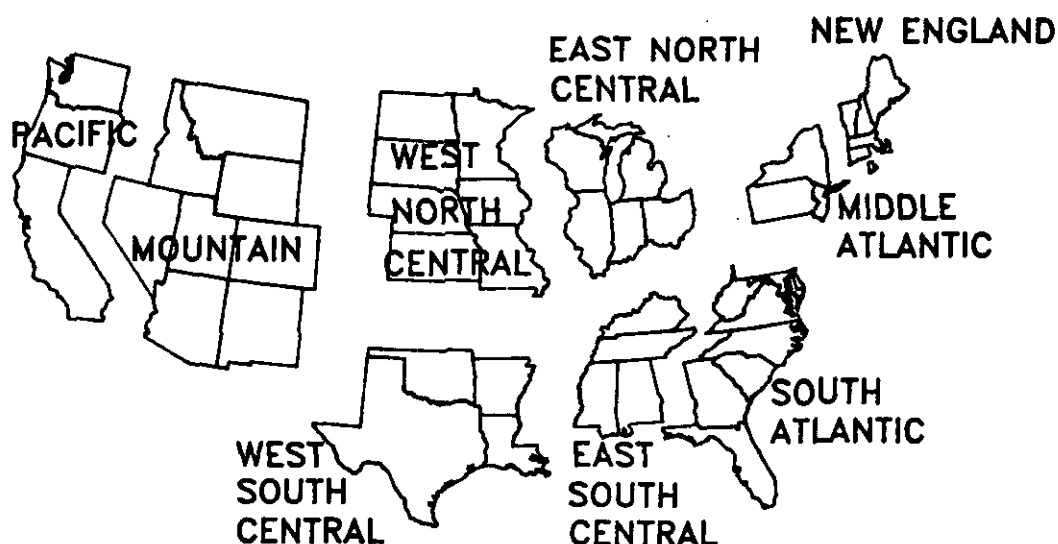 NEW ENGLAND
EAST NORTH
CENTRAL
PACIFIC
WEST
NORTH
CENTRAL
MOUNTAIN
MIDDLE
ATLANTIC
SOUTH
ATLANTIC
WEST
SOUTH
CENTRAL
EAST
SOUTH
CENTRAL